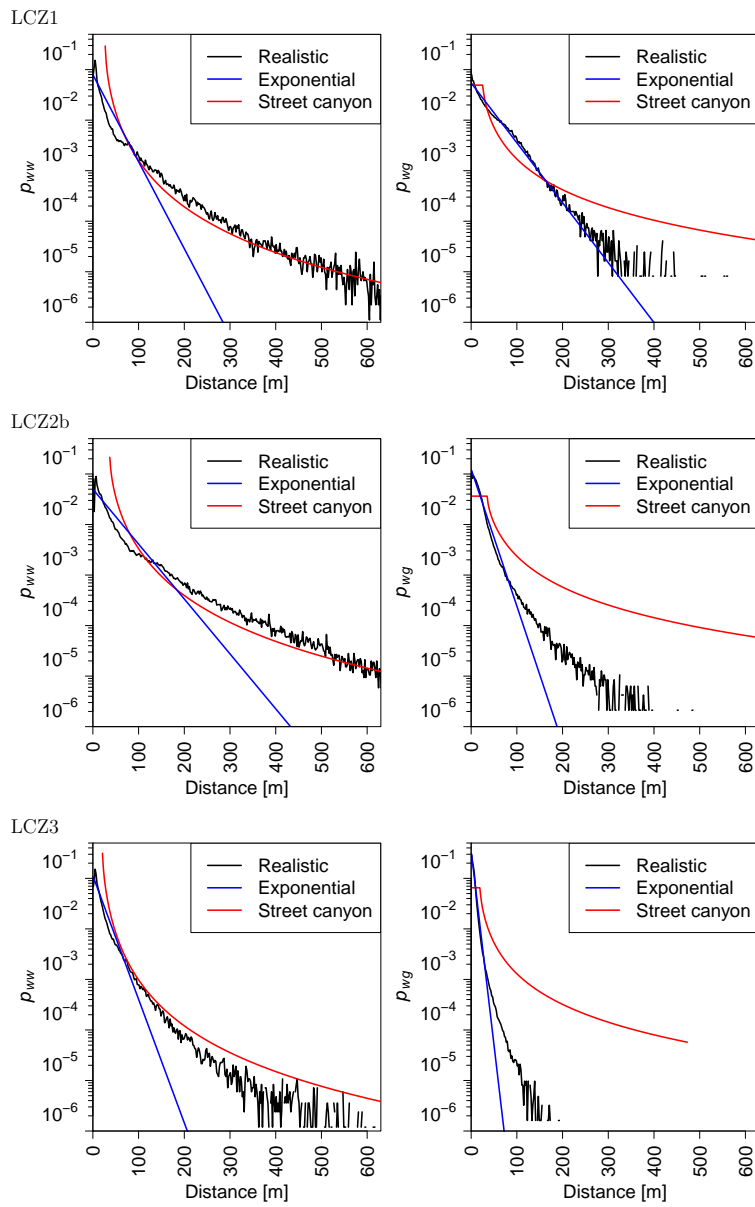 LCZ1
10⁻¹
10⁻²
10⁻³
10⁻⁴
10⁻⁵
10⁻⁶
p_ww
Realistic
Exponential
Street canyon
0 100 200 300 400 500 600
Distance [m]
10⁻¹
10⁻²
10⁻³
10⁻⁴
10⁻⁵
10⁻⁶
p_wg
Realistic
Exponential
Street canyon
0 100 200 300 400 500 600
Distance [m]
LCZ2b
10⁻¹
10⁻²
10⁻³
10⁻⁴
10⁻⁵
10⁻⁶
p_ww
Realistic
Exponential
Street canyon
0 100 200 300 400 500 600
Distance [m]
10⁻¹
10⁻²
10⁻³
10⁻⁴
10⁻⁵
10⁻⁶
p_wg
Realistic
Exponential
Street canyon
0 100 200 300 400 500 600
Distance [m]
LCZ3
10⁻¹
10⁻²
10⁻³
10⁻⁴
10⁻⁵
10⁻⁶
p_ww
Realistic
Exponential
Street canyon
0 100 200 300 400 500 600
Distance [m]
10⁻¹
10⁻²
10⁻³
10⁻⁴
10⁻⁵
10⁻⁶
p_wg
Realistic
Exponential
Street canyon
0 100 200 300 400 500 600
Distance [m]